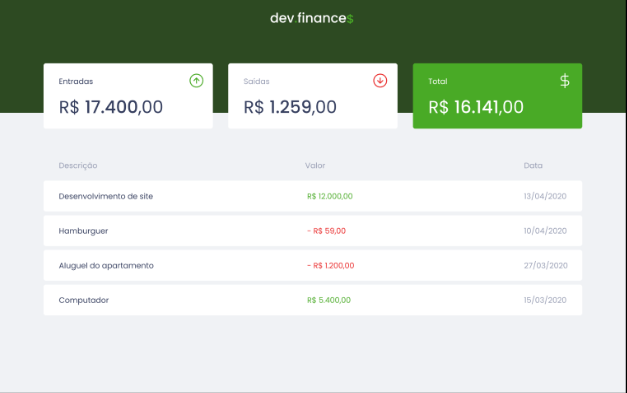 dev.finance$
Entradas
R$ 17.400,00
Saídas
R$ 1.259,00
Total
$
R$ 16.141,00
Descrição Valor Data
Desenvolvimento de site R$ 12.000,00 13/04/2020
Hamburguer - R$ 59,00 10/04/2020
Aluguel do apartamento - R$ 1.200,00 27/03/2020
Computador R$ 5.400,00 15/03/2020